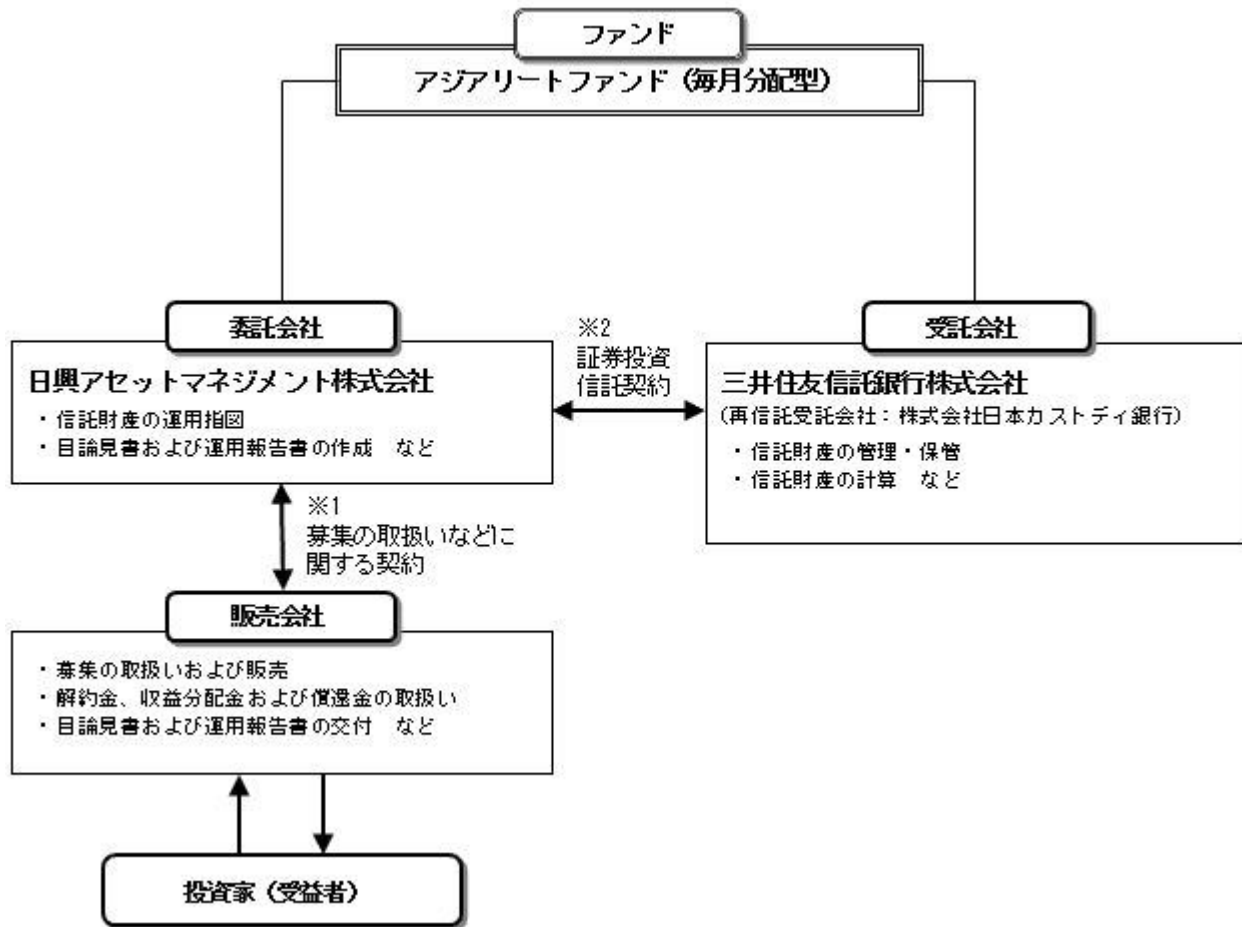 ファンド
アジアリートファンド（毎月分配型）
委託会社
日興アセットマネジメント株式会社
・信託財産の運用指図
・目論見書および運用報告書の作成　など
※2
証券投資
信託契約
受託会社
三井住友信託銀行株式会社
（再信託受託会社：株式会社日本カストディ銀行）
・信託財産の管理・保管
・信託財産の計算　など
※1
募集の取扱いなどに
関する契約
販売会社
・募集の取扱いおよび販売
・解約金、収益分配金および償還金の取扱い
・目論見書および運用報告書の交付　など
投資家（受益者）